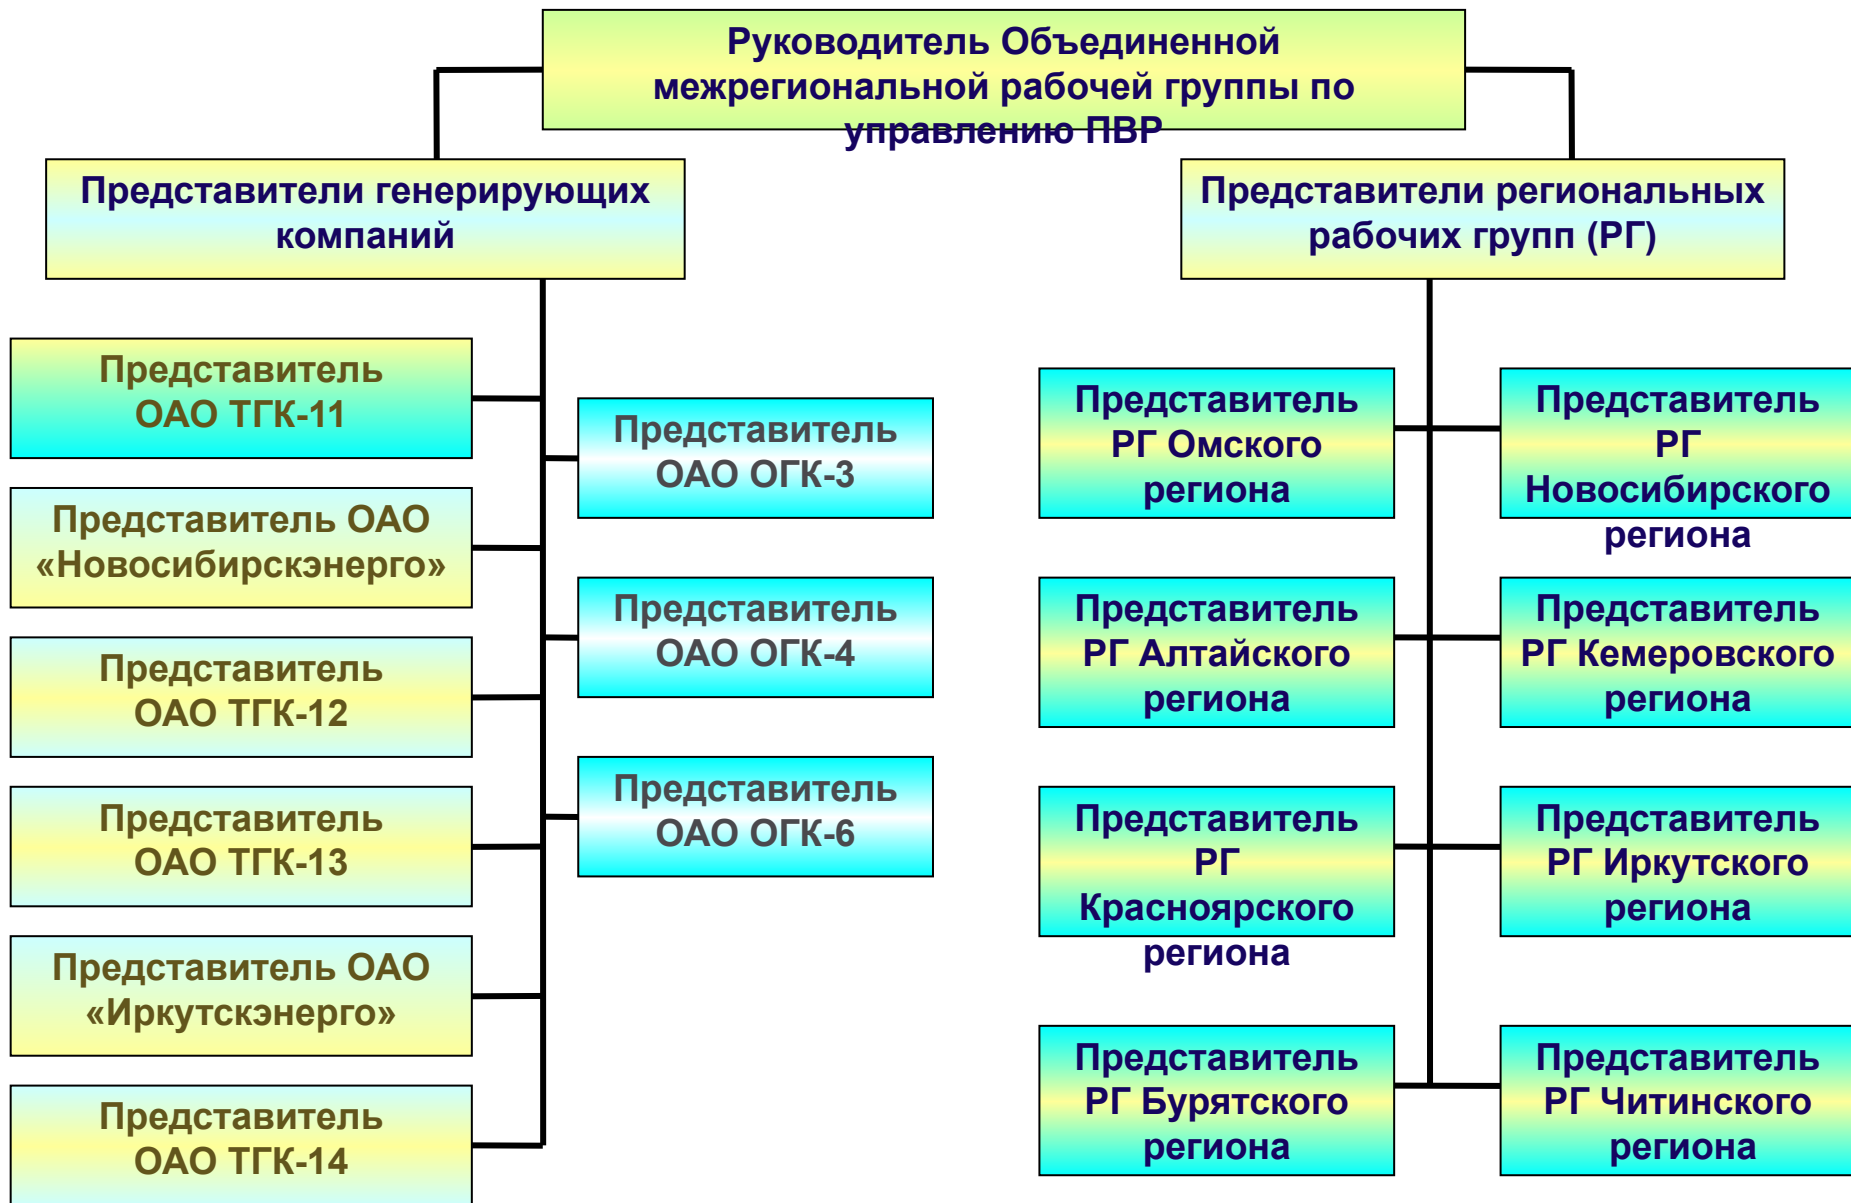 Руководитель Объединенной
межрегиональной рабочей группы по
управлению ПВР
Представители генерирующих
компаний
Представитель
ОАО ТГК-11
Представитель ОАО
«Новосибирскэнерго»
Представитель
ОАО ТГК-12
Представитель
ОАО ТГК-13
Представитель ОАО
«Иркутскэнерго»
Представитель
ОАО ТГК-14
Представитель
ОАО ОГК-3
Представитель
ОАО ОГК-4
Представитель
ОАО ОГК-6
Представители региональных
рабочих групп (РГ)
Представитель
РГ Омского
региона
Представитель
РГ
Новосибирского
региона
Представитель
РГ Алтайского
региона
Представитель
РГ Кемеровского
региона
Представитель
РГ
Красноярского
региона
Представитель
РГ Иркутского
региона
Представитель
РГ Бурятского
региона
Представитель
РГ Читинского
региона